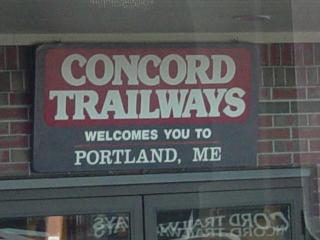 CONCORD
TRAILWAYS
WELCOMES YOU TO
PORTLAND, ME